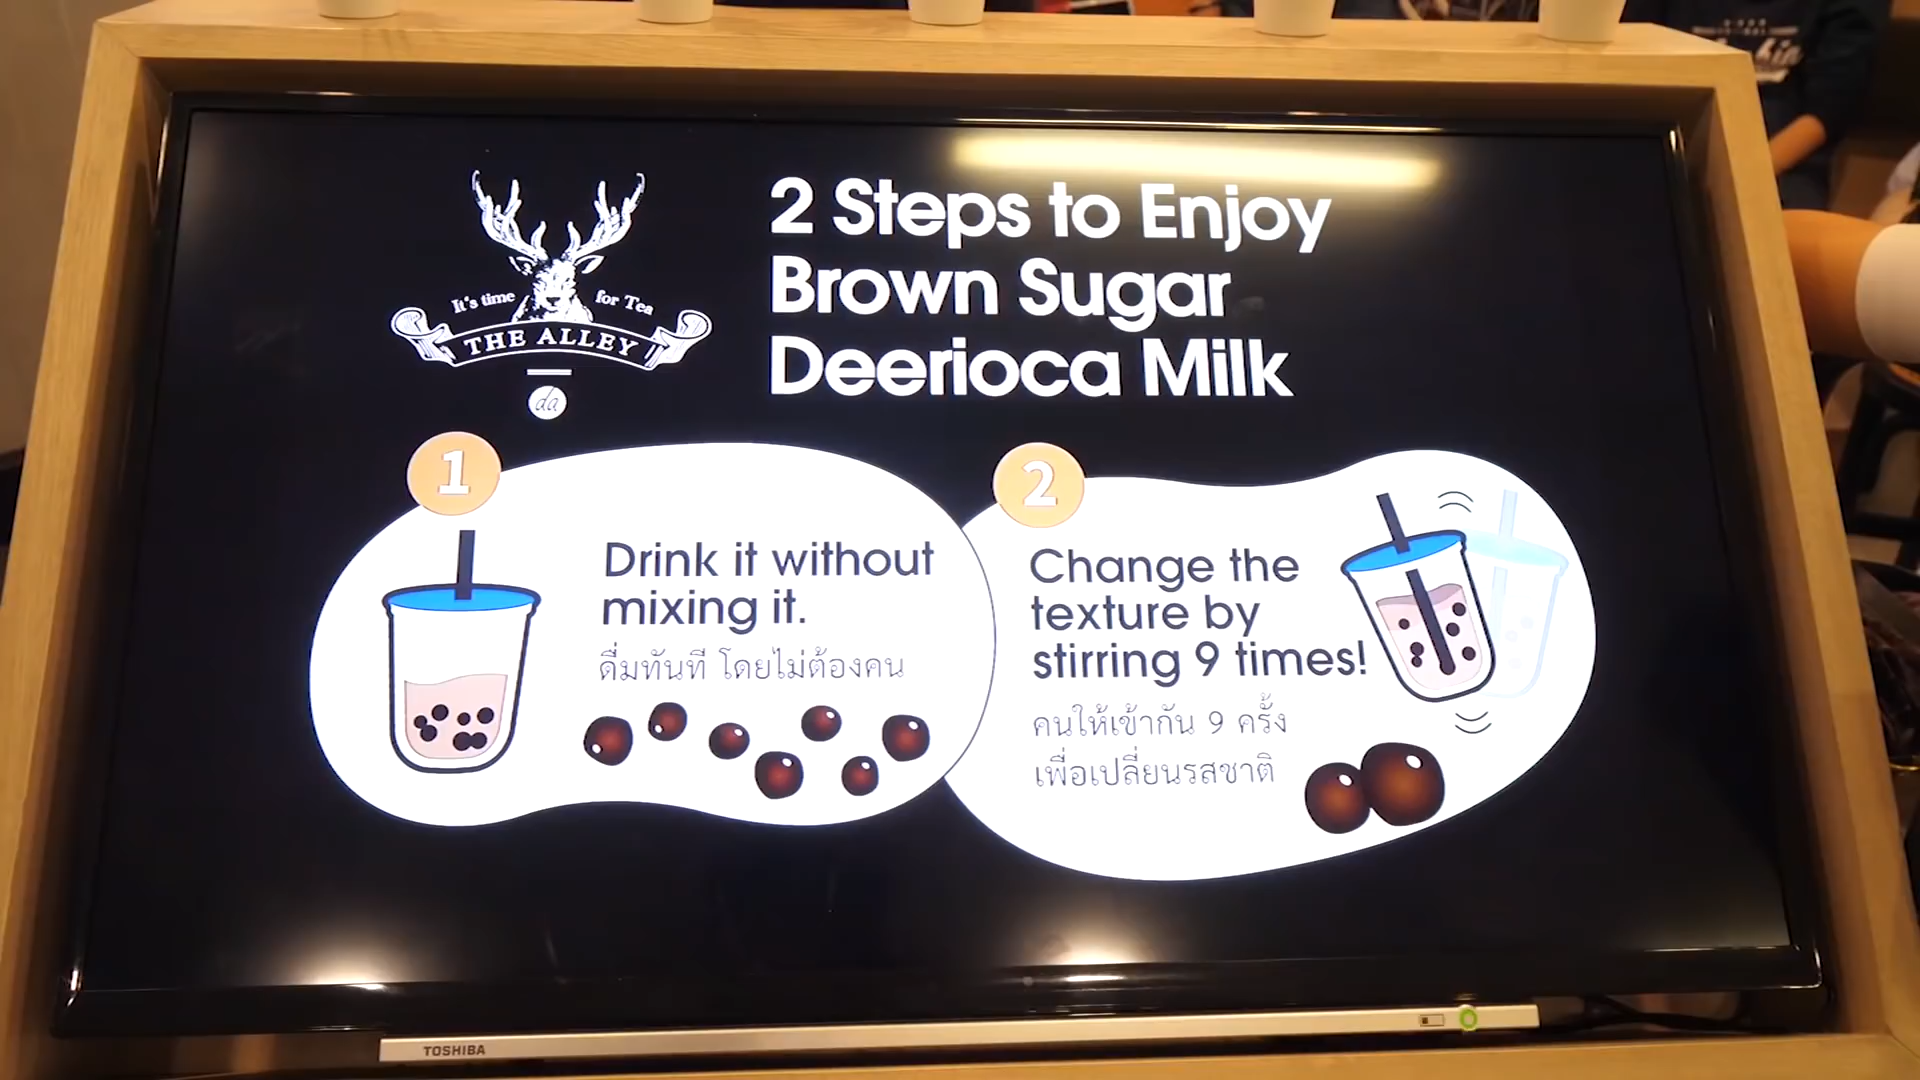 It's time for Tea
THE ALLEY
da
2 Steps to Enjoy
Brown Sugar
Deerioca Milk
1
Drink it without
mixing it.
ดื่มทันที โดยไม่ต้องคน
2
Change the
texture by
stirring 9 times!
คนให้เข้ากัน 9 ครั้ง
เพื่อเปลี่ยนรสชาติ
TOSHIBA